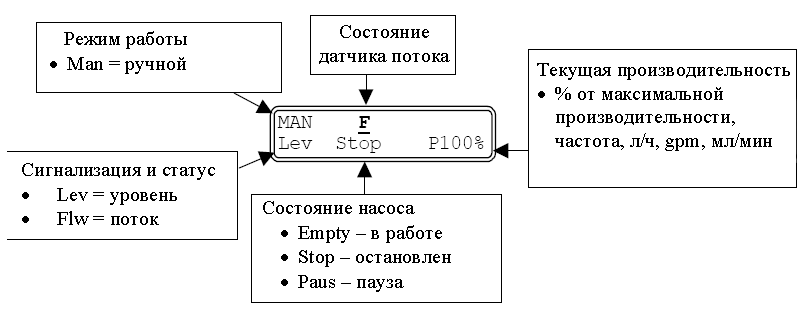 Режим работы
• Man = ручной
Состояние
датчика потока
Текущая производительность
• % от максимальной
производительности,
частота, л/ч, gpm, мл/мин
MAN F
Lev Stop P100%
Сигнализация и статус
• Lev = уровень
• Flw = поток
Состояние насоса
• Empty – в работе
• Stop – остановлен
• Paus – пауза